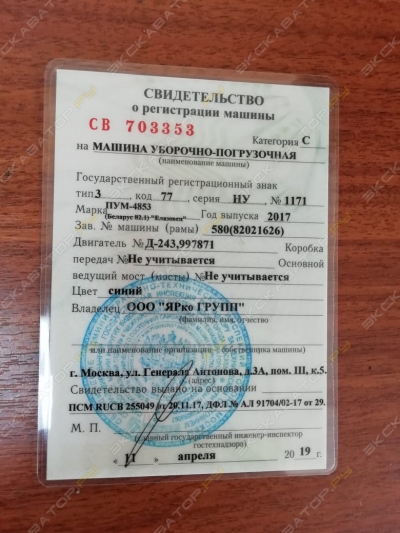 СВИДЕТЕЛЬСТВО
о регистрации машины
СВ 703353
Категория С
на МАШИНА УБОРОЧНО-ПОГРУЗОЧНАЯ
(наименование машины)
Государственный регистрационный знак
тип 3 код 77 , серия НУ , № 1171
Марка ПУМ-4853 Год выпуска 2017
(Беларус 82.1) "Елазовец"
Зав. № машины (рамы) 580(82021626)
Двигатель № Д-243,997871 Коробка
передач № Не учитывается Основной
ведущий мост (мосты) № Не учитывается
Цвет синий
Владелец ООО "ЯРко ГРУПП"
(фамилия, имя, отчество
или наименование организации - собственника машины)
г. Москва, ул. Генерала Антонова, д.3А, пом. III, к.5.
(адрес)
Свидетельство выдано на основании
ПСМ RUСВ 255049 от 29.11.17, ДФЛ № АЛ 91704/02-17 от 29.
М. П.
(главный государственный инженер-инспектор
гостехнадзора)
« 11 » апреля 2019 г.